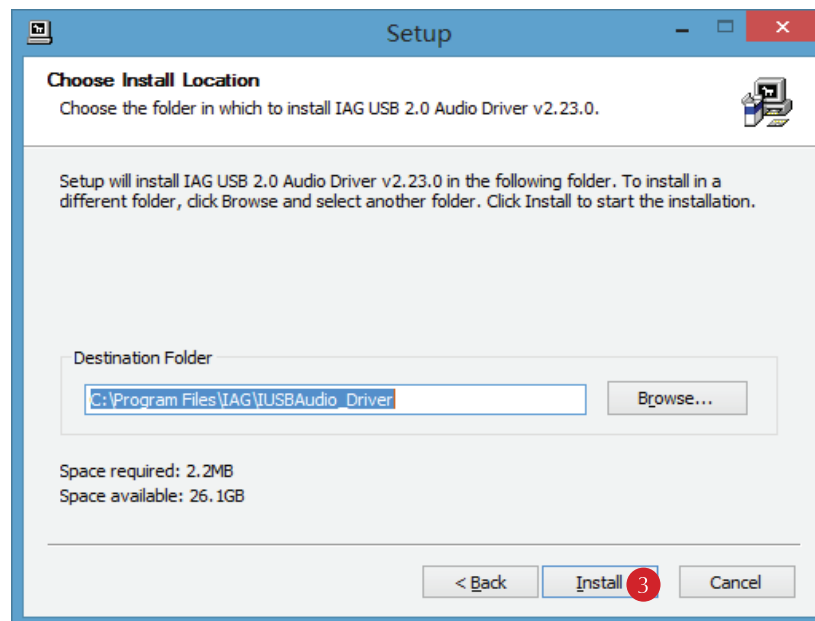 Setup
Choose Install Location
Choose the folder in which to install IAG USB 2.0 Audio Driver v2.23.0.
Setup will install IAG USB 2.0 Audio Driver v2.23.0 in the following folder. To install in a
different folder, click Browse and select another folder. Click Install to start the installation.
Destination Folder
C:\Program Files\IAG\IUSBAudio_Driver
Browse...
Space required: 2.2MB
Space available: 26.1GB
< Back
Install
3
Cancel